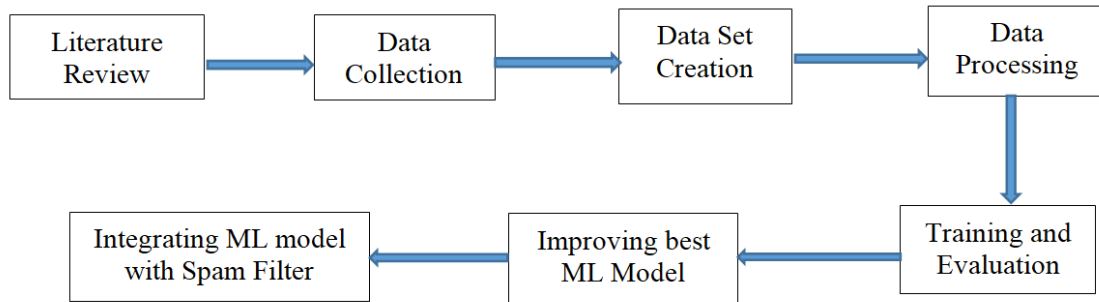 Literature
Review
Data
Collection
Data Set
Creation
Data
Processing
Training and
Evaluation
Improving best
ML Model
Integrating ML model
with Spam Filter